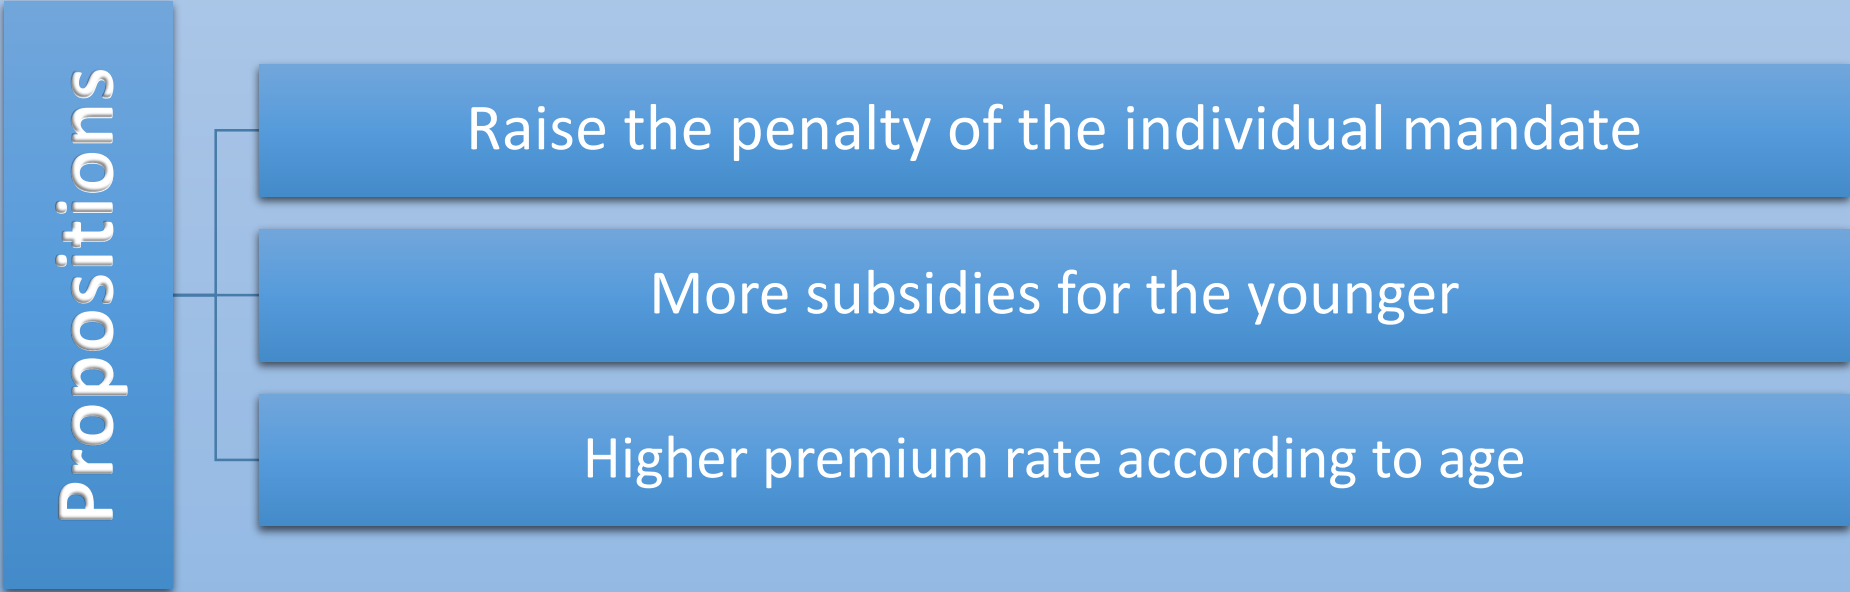 Propositions
Raise the penalty of the individual mandate
More subsidies for the younger
Higher premium rate according to age